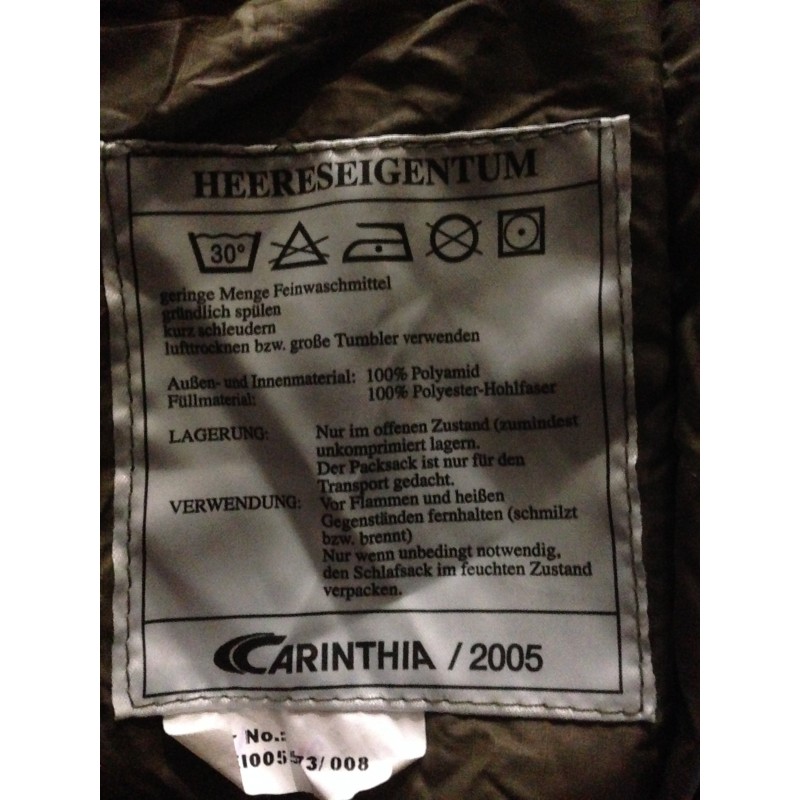 HEERESEIGENTUM
30°
geringe Menge Feinwaschmittel
gründlich spülen
kurz schleudern
lufttrocknen bzw. große Tumbler verwenden
Außen- und Innenmaterial: 100% Polyamid
Füllmaterial: 100% Polyester-Hohlfaser
LAGERUNG: Nur im offenen Zustand (zumindest
unkomprimiert lagern.
Der Packsack ist nur für den
Transport gedacht.
VERWENDUNG: Vor Flammen und heißen
Gegenständen fernhalten (schmilzt
bzw. brennt)
Nur wenn unbedingt notwendig,
den Schlafsack im feuchten Zustand
verpacken.
CARINTHIA / 2005
No.:
/008